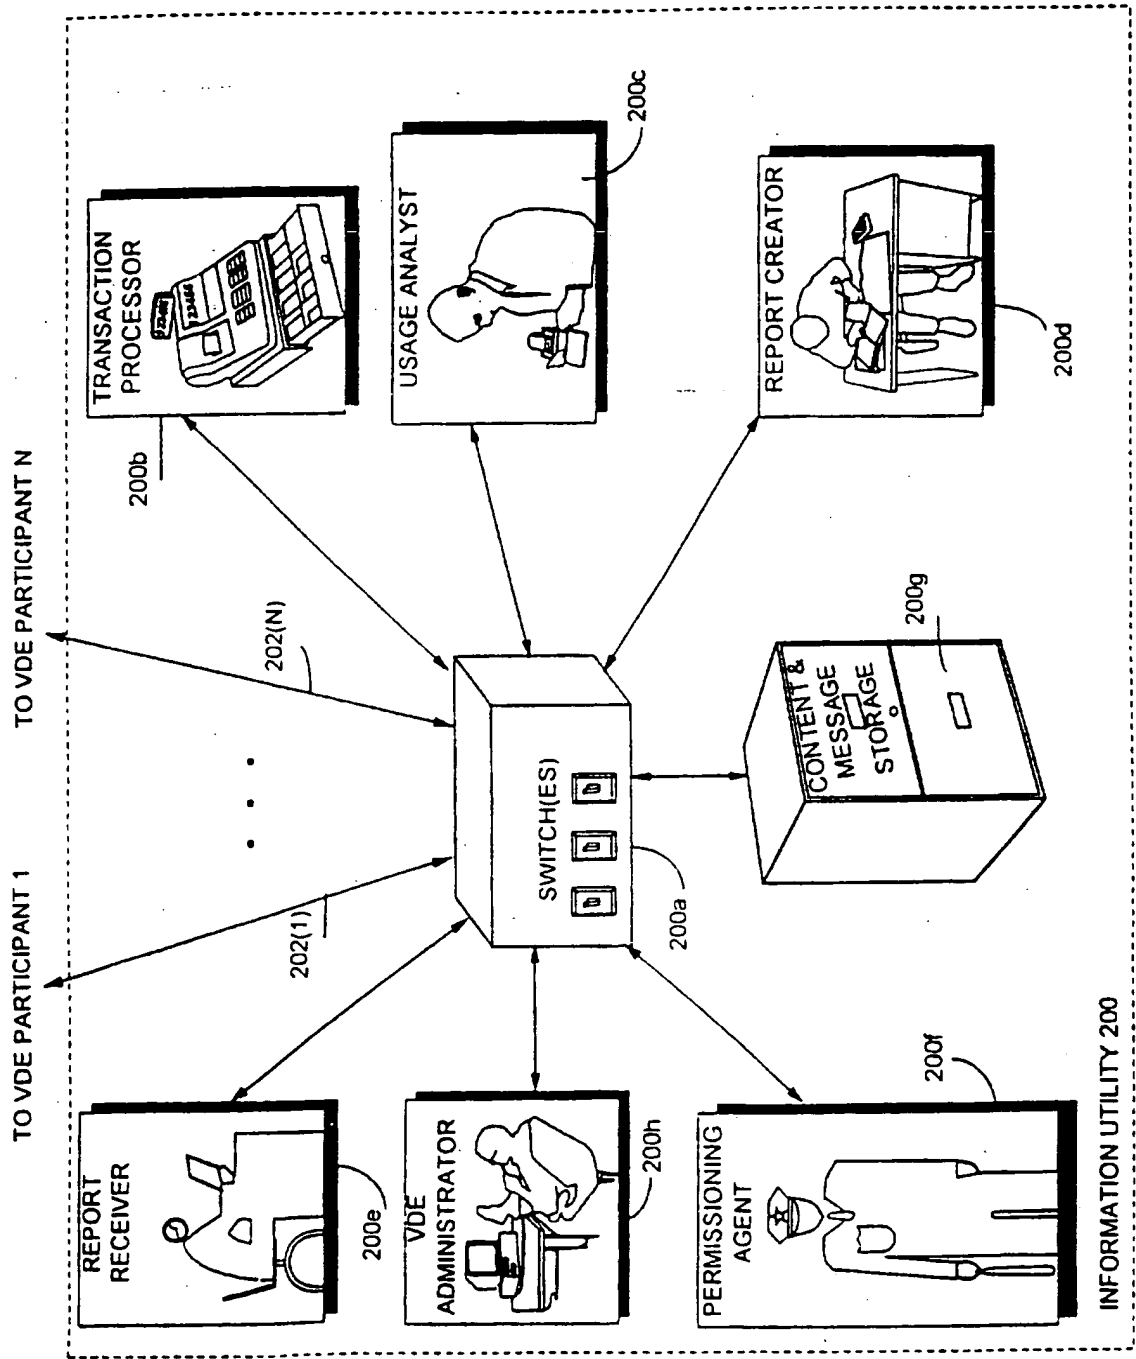 TO VDE PARTICIPANT 1
TO VDE PARTICIPANT N
202(1)
202(N)
REPORT
RECEIVER
200e
TRANSACTION
PROCESSOR
200b
VDE
ADMINISTRATOR
200h
SWITCH(ES)
200a
USAGE ANALYST
200c
PERMISSIONING
AGENT
200f
CONTENT &
MESSAGE
STORAGE
200g
REPORT CREATOR
200d
INFORMATION UTILITY 200